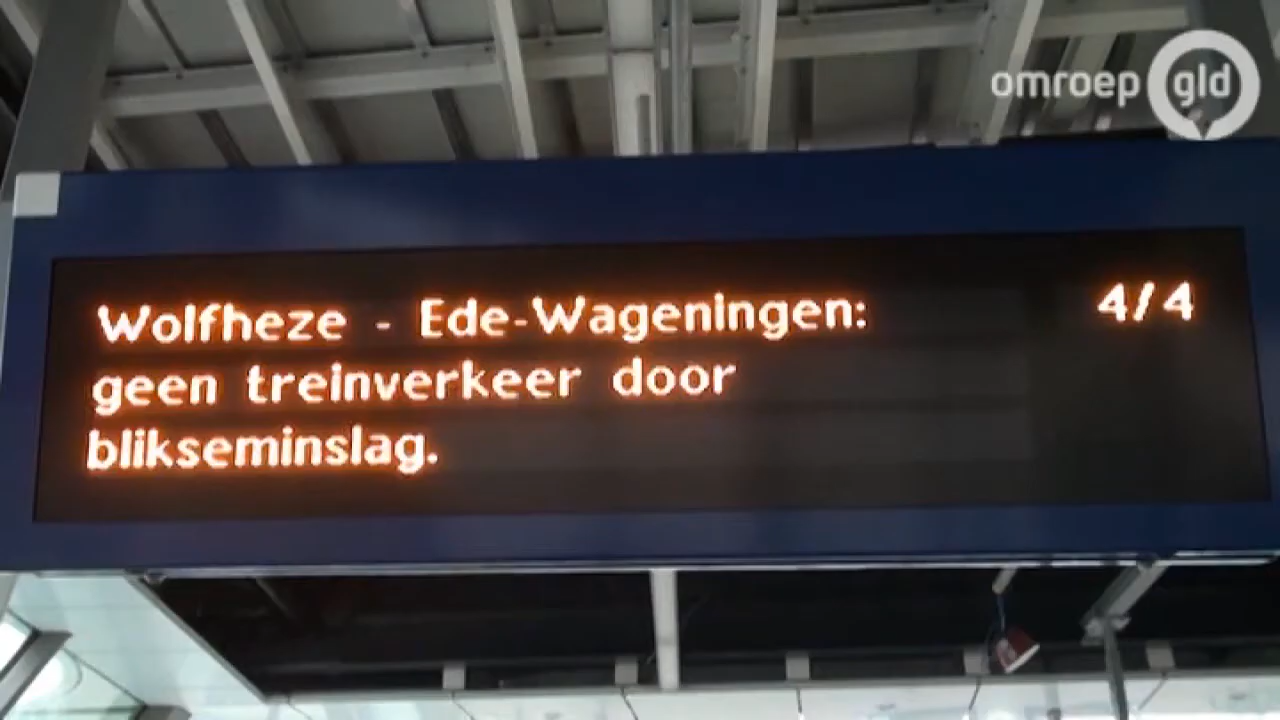 omroep gld
Wolfheze - Ede-Wageningen: 4/4
geen treinverkeer door
blikseminslag.